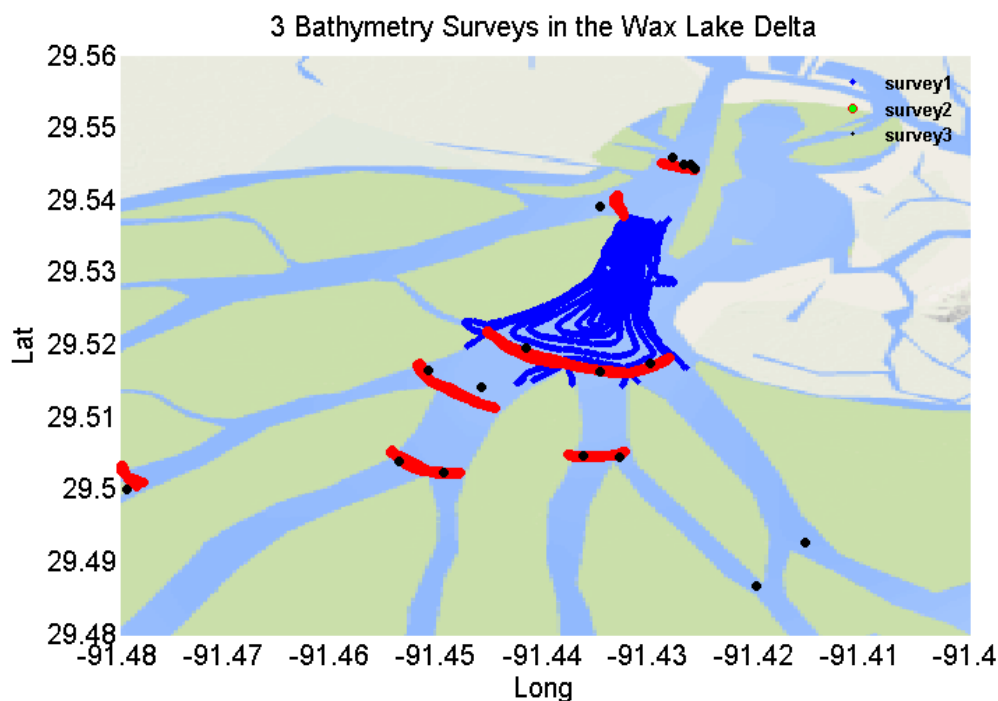 3 Bathymetry Surveys in the Wax Lake Delta
29.56
29.55
29.54
29.53
29.52
29.51
29.5
29.49
29.48
Lat
survey1
survey2
survey3
-91.48 -91.47 -91.46 -91.45 -91.44 -91.43 -91.42 -91.41 -91.4
Long